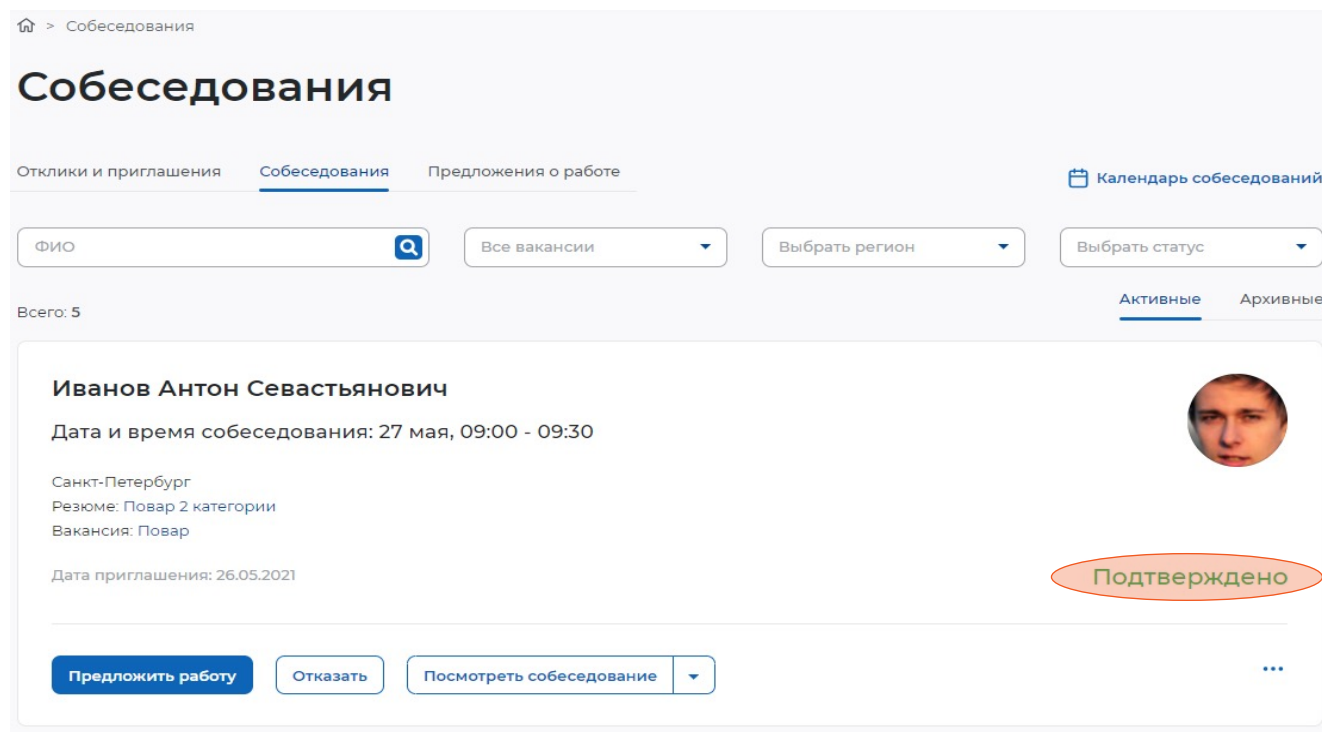 > Собеседования
Собеседования
Отклики и приглашения Собеседования Предложения о работе
Календарь собеседований
ФИО Все вакансии Выбрать регион Выбрать статус
Всего: 5
Активные Архивные
Иванов Антон Севастьянович
Дата и время собеседования: 27 мая, 09:00 - 09:30
Санкт-Петербург
Резюме: Повар 2 категории
Вакансия: Повар
Дата приглашения: 26.05.2021
Подтверждено
Предложить работу Отказать Посмотреть собеседование ...